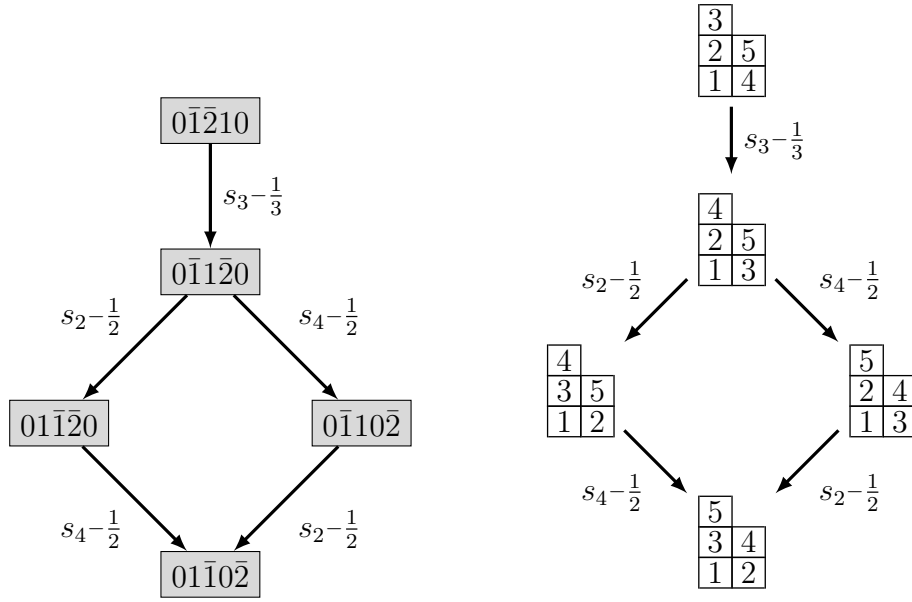 3
2 5
1 4
01̄2̄10
s₃−1/3
s₃−1/3
4
2 5
1 3
01̄12̄0
s₂−1/2
s₄−1/2
s₂−1/2
s₄−1/2
4
3 5
1 2
5
2 4
1 3
011̄2̄0
01̄102̄
s₄−1/2
s₂−1/2
s₄−1/2
s₂−1/2
5
3 4
1 2
011̄02̄